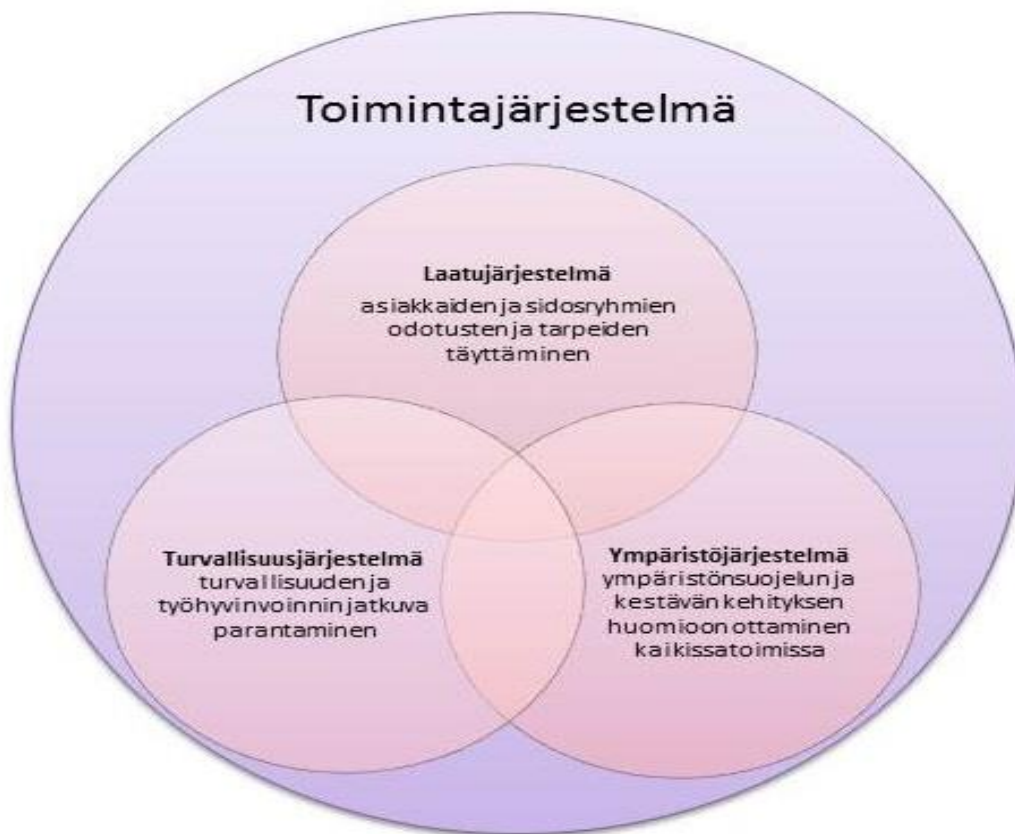 Toimintajärjestelmä
Laatujärjestelmä
asiakkaiden ja sidosryhmien
odotusten ja tarpeiden
täyttäminen
Turvallisuusjärjestelmä
turvallisuuden ja
työhyvinvoinnin jatkuva
parantaminen
Ympäristöjärjestelmä
ympäristönsuojelun ja
kestävän kehityksen
huomioon ottaminen
kaikissa toimissa